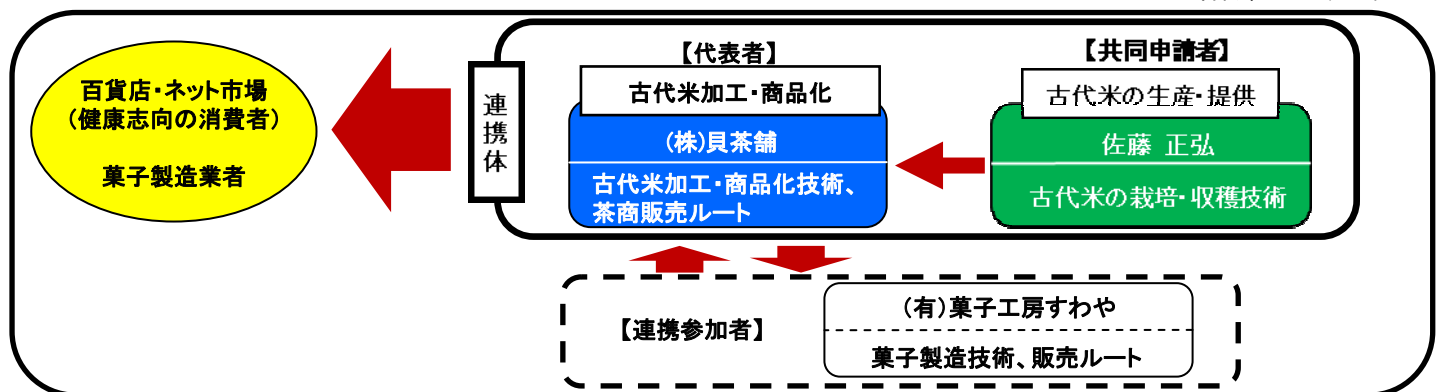 百貨店・ネット市場
(健康志向の消費者)
菓子製造業者
連携体
【代表者】
古代米加工・商品化
(株)貝茶舗
古代米加工・商品化技術、
茶商販売ルート
【共同申請者】
古代米の生産・提供
佐藤 正弘
古代米の栽培・収穫技術
【連携参加者】
(有)菓子工房すわや
菓子製造技術、販売ルート